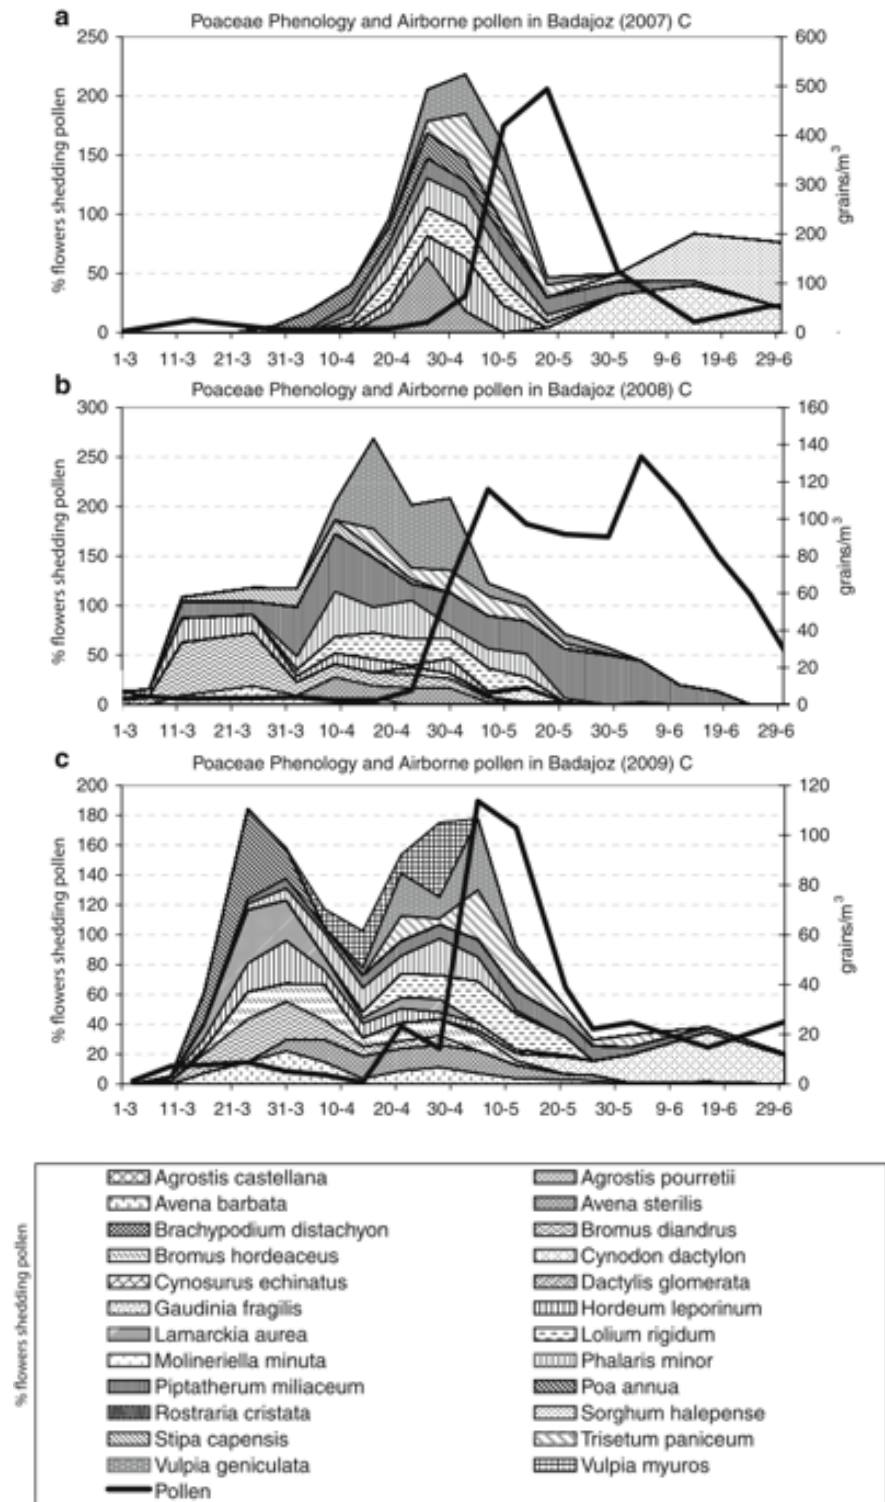 a
Poaceae Phenology and Airborne pollen in Badajoz (2007) C
% flowers shedding pollen
250
200
150
100
50
0
600
500
400
300
200
100
0
grains/m³
1-3 11-3 21-3 31-3 10-4 20-4 30-4 10-5 20-5 30-5 9-6 19-6 29-6
b
Poaceae Phenology and Airborne pollen in Badajoz (2008) C
% flowers shedding pollen
300
250
200
150
100
50
0
160
140
120
100
80
60
40
20
0
grains/m³
1-3 11-3 21-3 31-3 10-4 20-4 30-4 10-5 20-5 30-5 9-6 19-6 29-6
c
Poaceae Phenology and Airborne pollen in Badajoz (2009) C
% flowers shedding pollen
200
180
160
140
120
100
80
60
40
20
0
120
100
80
60
40
20
0
grains/m³
1-3 11-3 21-3 31-3 10-4 20-4 30-4 10-5 20-5 30-5 9-6 19-6 29-6
% flowers shedding pollen
Agrostis castellana Agrostis pourretii
Avena barbata Avena sterilis
Brachypodium distachyon Bromus diandrus
Bromus hordeaceus Cynodon dactylon
Cynosurus echinatus Dactylis glomerata
Gaudinia fragilis Hordeum leporinum
Lamarckia aurea Lolium rigidum
Molineriella minuta Phalaris minor
Piptatherum miliaceum Poa annua
Rostraria cristata Sorghum halepense
Stipa capensis Trisetum paniceum
Vulpia geniculata Vulpia myuros
Pollen